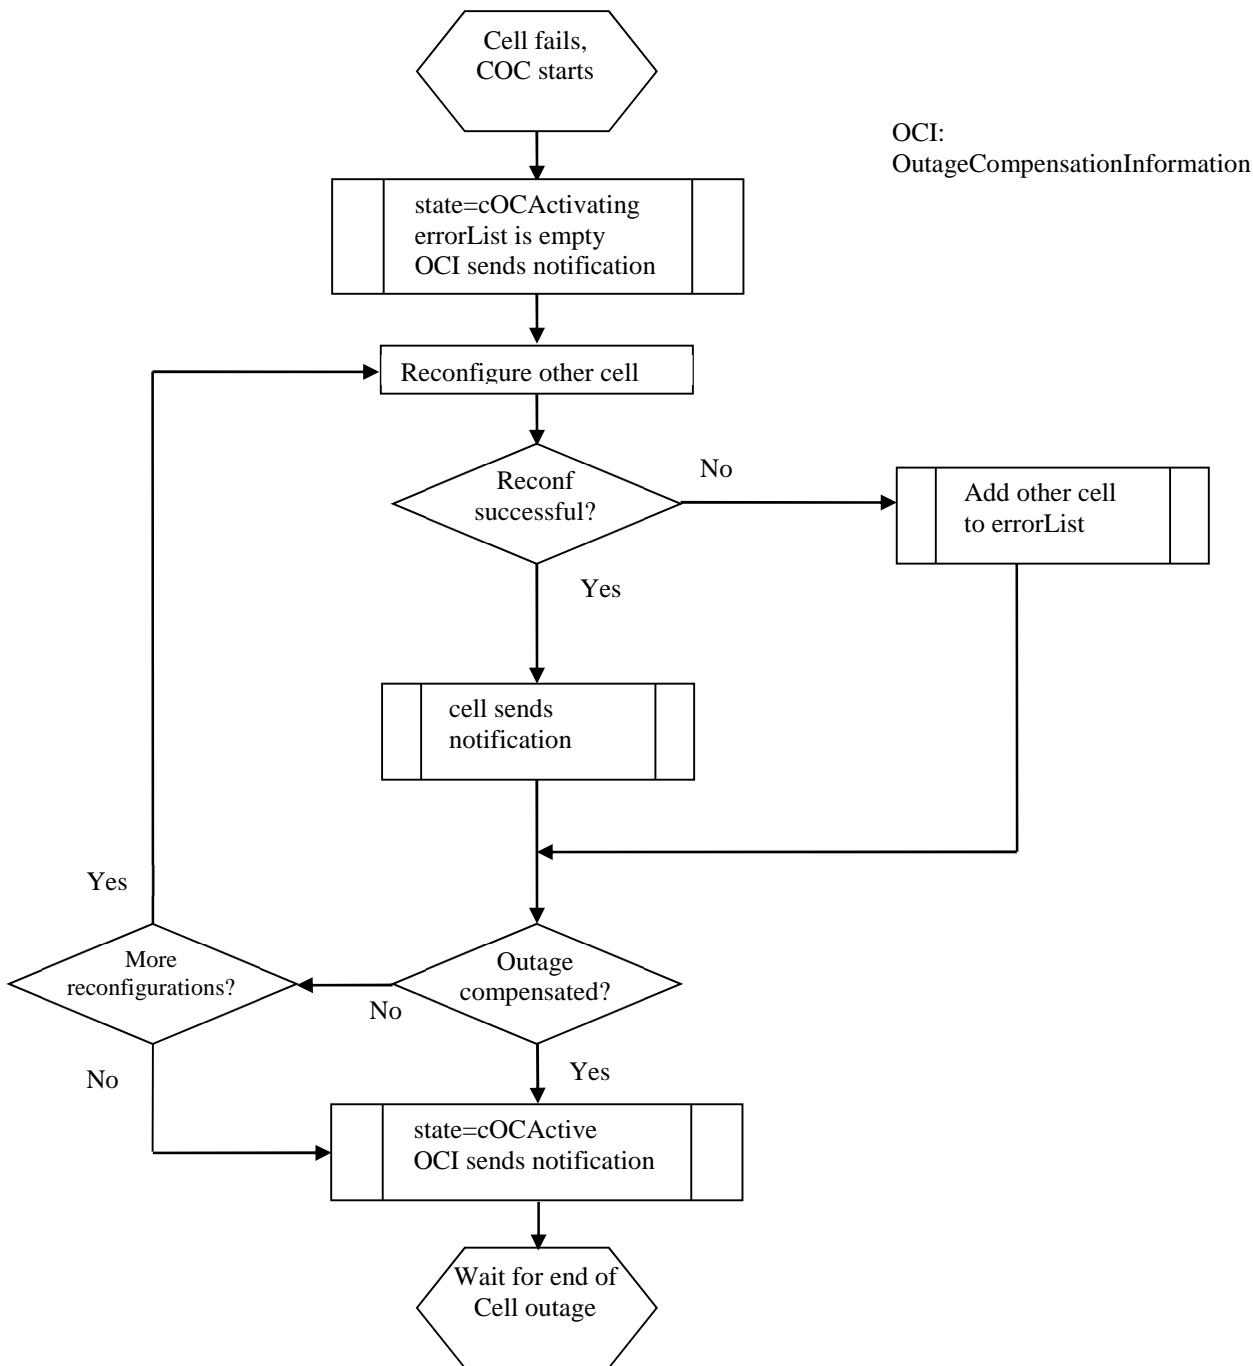 Cell fails,
COC starts
OCI:
OutageCompensationInformation
state=cOCActivating
errorList is empty
OCI sends notification
Reconfigure other cell
Reconf
successful?
No
Add other cell
to errorList
Yes
cell sends
notification
Yes
More
reconfigurations?
Outage
compensated?
No
No
Yes
state=cOCActive
OCI sends notification
Wait for end of
Cell outage